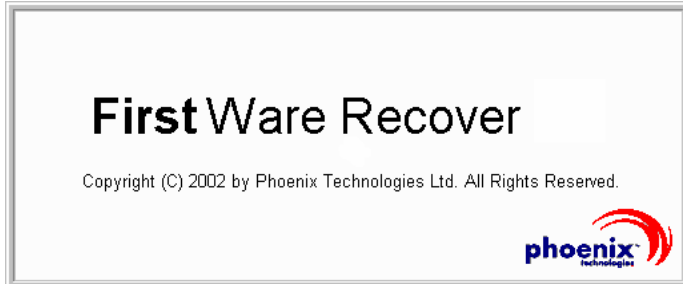 FirstWare Recover
Copyright (C) 2002 by Phoenix Technologies Ltd. All Rights Reserved.
phoenix
technologies